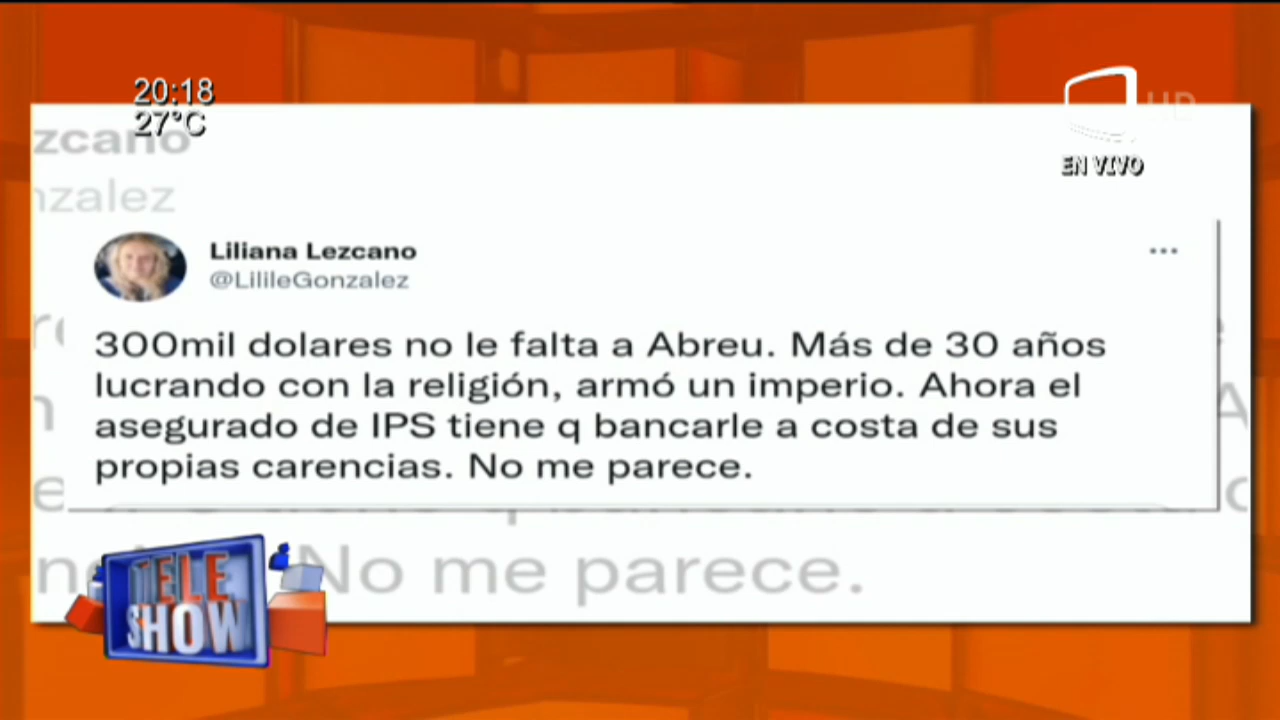 20:18
27°C
HD
EN VIVO
zcano
nzalez
Liliana Lezcano
@LilileGonzalez
300mil dolares no le falta a Abreu. Más de 30 años
lucrando con la religión, armó un imperio. Ahora el
asegurado de IPS tiene q bancarle a costa de sus
propias carencias. No me parece.
No me parece.
TELE
SHOW